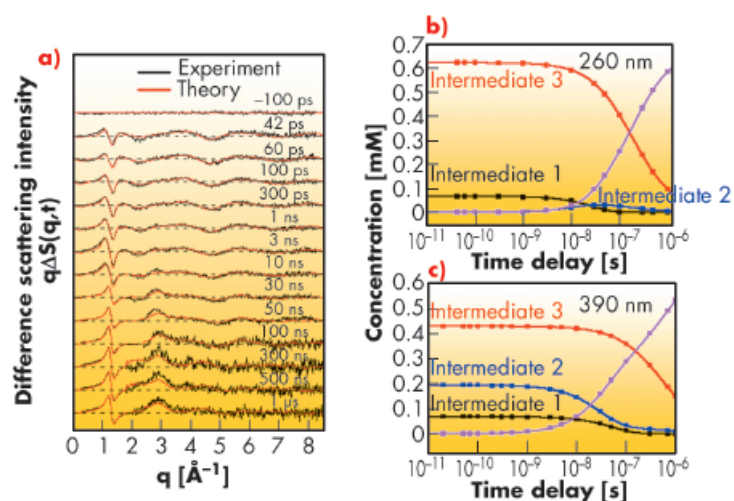 a)
Difference scattering intensity
qΔS(q,t)
Experiment
Theory
–100 ps
42 ps
60 ps
100 ps
300 ps
1 ns
3 ns
10 ns
30 ns
50 ns
100 ns
300 ns
500 ns
1 µs
0 1 2 3 4 5 6 7 8
q [Å⁻¹]
b)
Concentration [mM]
260 nm
0.7
0.6
0.5
0.4
0.3
0.2
0.1
0
Intermediate 3
Intermediate 1
Intermediate 2
10⁻¹¹ 10⁻¹⁰ 10⁻⁹ 10⁻⁸ 10⁻⁷ 10⁻⁶
Time delay [s]
c)
390 nm
0.6
0.5
0.4
0.3
0.2
0.1
0
Intermediate 3
Intermediate 2
Intermediate 1
10⁻¹¹ 10⁻¹⁰ 10⁻⁹ 10⁻⁸ 10⁻⁷ 10⁻⁶
Time delay [s]